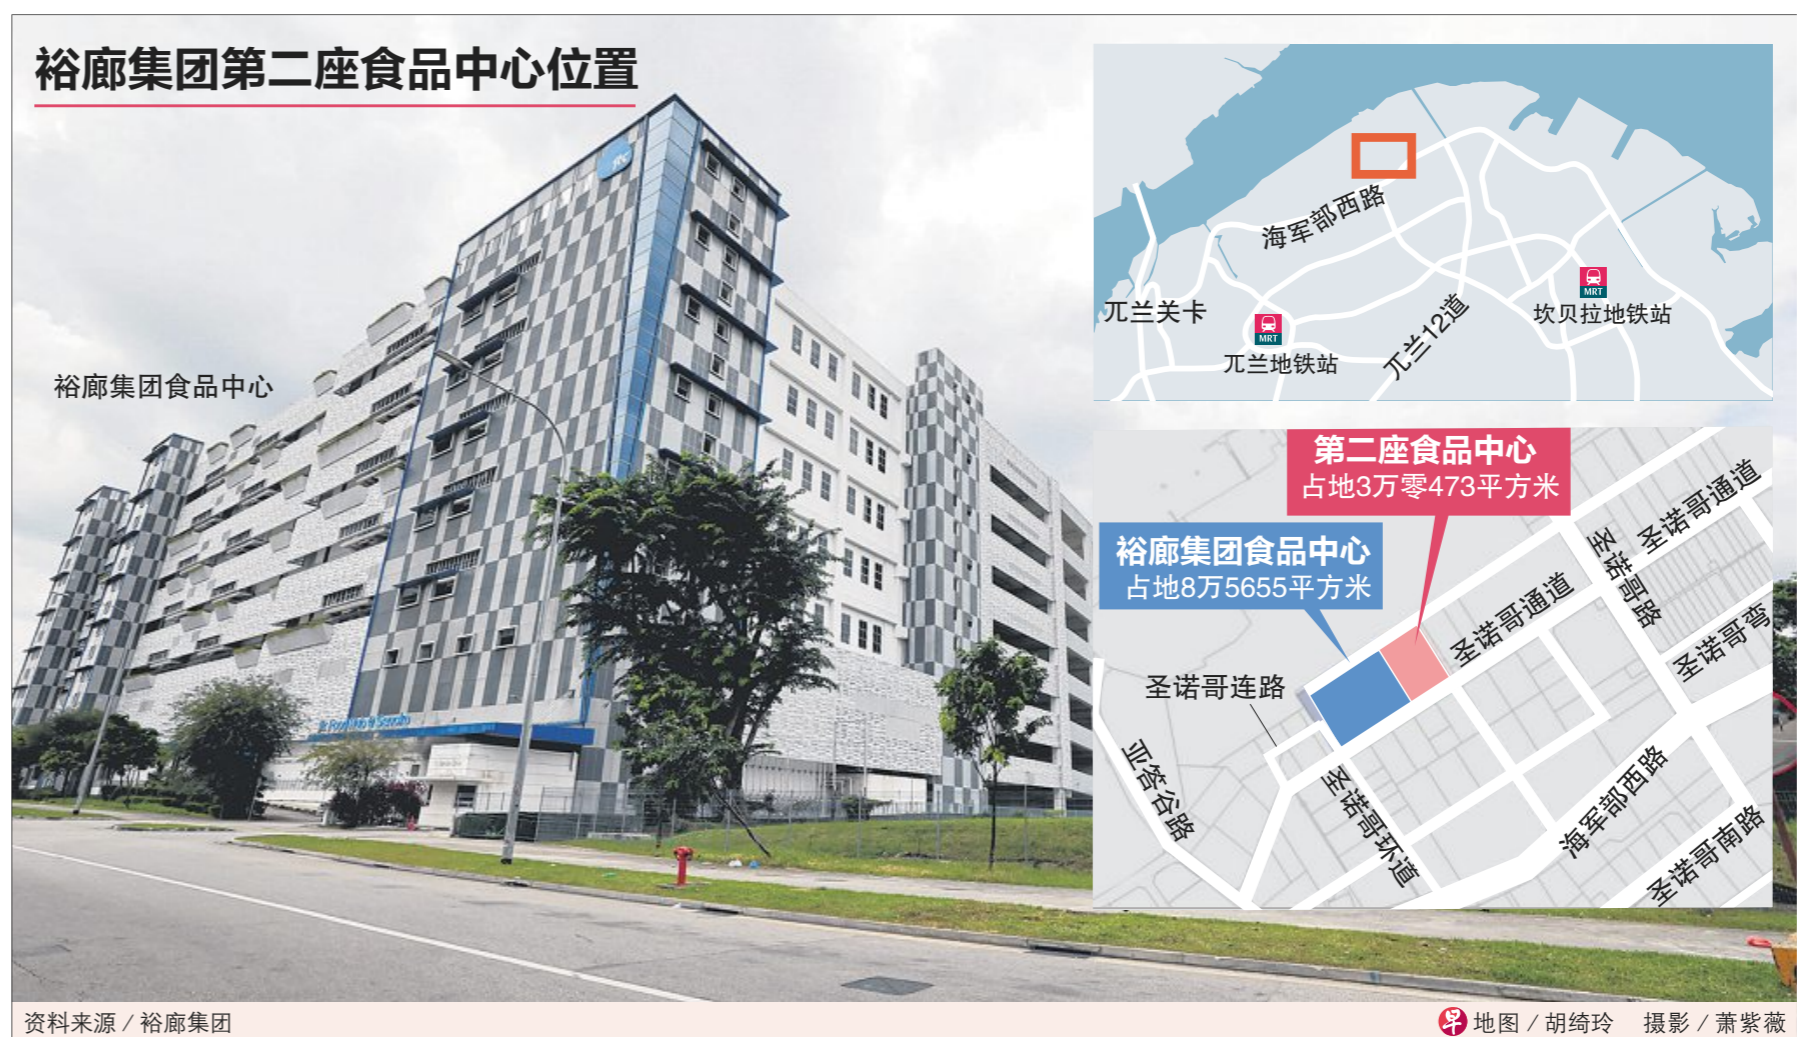 裕廊集团第二座食品中心位置
裕廊集团食品中心
海军部西路
兀兰关卡
MRT
兀兰地铁站
兀兰12道
MRT
坎贝拉地铁站
第二座食品中心
占地3万零473平方米
裕廊集团食品中心
占地8万5655平方米
圣诺哥通道
圣诺哥路
圣诺哥通道
圣诺哥弯
圣诺哥连路
亚答谷路
圣诺哥环道
海军部西路
圣诺哥南路
JTC
资料来源/裕廊集团
早 地图/胡绮玲 摄影/萧紫薇